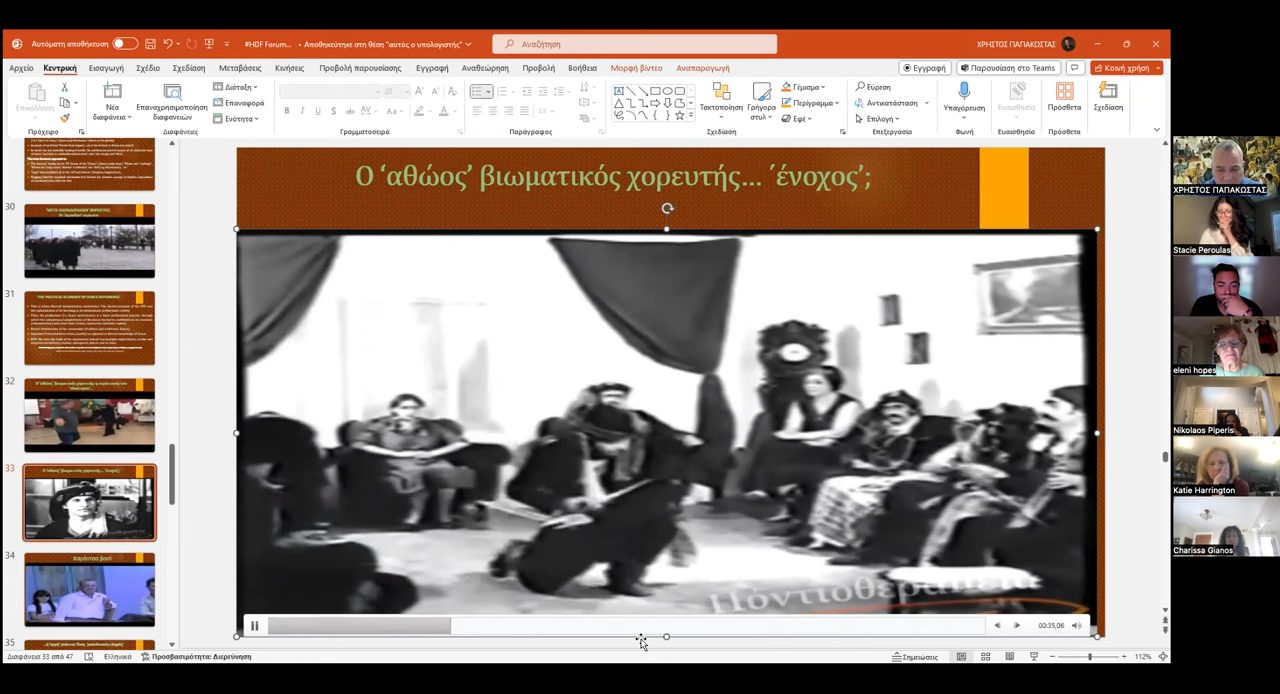 Αυτόματη αποθήκευση
#HDF Forum... • Αποθηκεύτηκε στη θέση "αυτός ο υπολογιστής"
Αναζήτηση
ΧΡΗΣΤΟΣ ΠΑΠΑΚΩΣΤΑΣ
Αρχείο Κεντρική Εισαγωγή Σχέδιο Σχεδίαση Μεταβάσεις Κινήσεις Προβολή παρουσίασης Εγγραφή Αναθεώρηση Προβολή Βοήθεια Μορφή βίντεο Αναπαραγωγή
Εγγραφή Παρουσίαση στο Teams Κοινή χρήση
Επικόλληση
Νέα διαφάνεια
Επαναχρησιμοποίηση διαφανειών
Διάταξη
Επαναφορά
Ενότητα
Τακτοποίηση
Γρήγορα στυλ
Γέμισμα
Περίγραμμα
Εφέ
Εύρεση
Αντικατάσταση
Επιλογή
Υπαγόρευση
Ευαισθησία
Πρόσθετα
Σχεδίαση
Πρόχειρο Διαφάνειες Γραμματοσειρά Παράγραφος Σχεδίαση Επεξεργασία Φωνή Ευαισθησία Πρόσθετα
30
31
THE POLITICAL ECONOMY OF DANCE EXPERIENCE
32
33
34
35
Ο ‘αθώος’ βιωματικός χορευτής... ‘ένοχος’;
Ποντιοθεραπεία
00:35,06
Διαφάνεια 33 από 47 Ελληνικά Προσβασιμότητα: Διερεύνηση
Σημειώσεις
112%
ΧΡΗΣΤΟΣ ΠΑΠΑΚΩΣΤΑΣ
Stacie Peroulas
eleni hopes
Nikolaos Piperis
Katie Harrington
Charissa Gianos